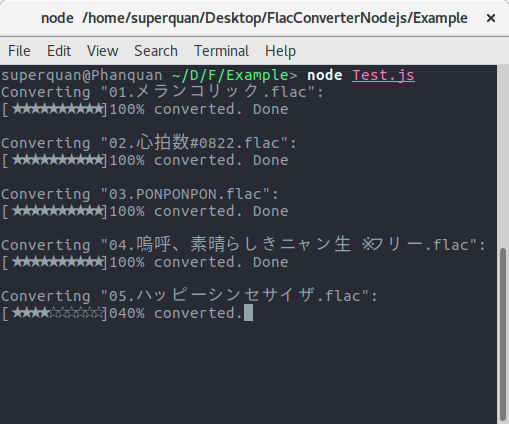 node /home/superquan/Desktop/FlacConverterNodejs/Example
File Edit View Search Terminal Help
superquan@Phanquan ~/D/F/Example> node Test.js
Converting "01.メランコリック.flac":
[★★★★★★★★★★]100% converted. Done
Converting "02.心拍数#0822.flac":
[★★★★★★★★★★]100% converted. Done
Converting "03.PONPONPON.flac":
[★★★★★★★★★★]100% converted. Done
Converting "04.嗚呼、素晴らしきニャン生 ※フリー.flac":
[★★★★★★★★★★]100% converted. Done
Converting "05.ハッピーシンセサイザ.flac":
[★★★★☆☆☆☆☆☆]040% converted.